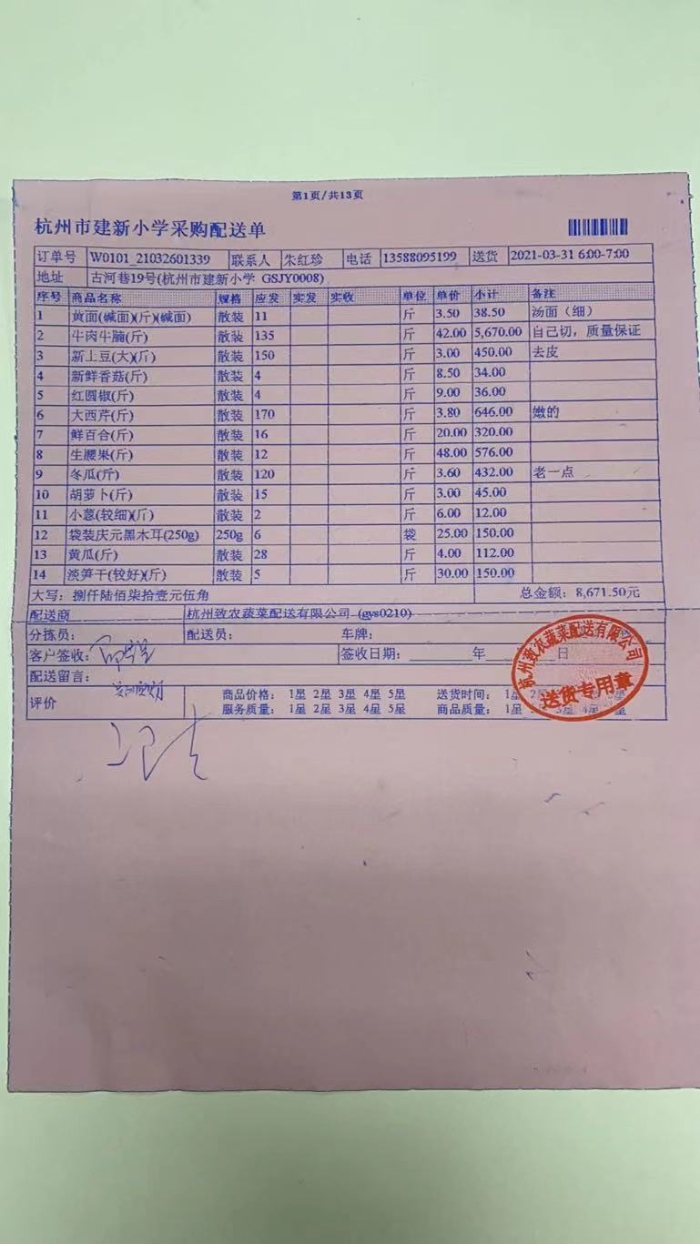 第1页/共13页
杭州市建新小学采购配送单
订单号 W0101_21032601339 联系人 朱红珍 电话 13588095199 送货 2021-03-31 6:00-7:00
地址 古河巷19号(杭州市建新小学 GSJY0008)
序号 商品名称 规格 应发 实发 实收 单位 单价 小计 备注
1 黄面(碱面)(斤)(碱面) 散装 11 斤 3.50 38.50 汤面（细）
2 牛肉牛腩(斤) 散装 135 斤 42.00 5,670.00 自己切，质量保证
3 新土豆(大)(斤) 散装 150 斤 3.00 450.00 去皮
4 新鲜香菇(斤) 散装 4 斤 8.50 34.00
5 红圆椒(斤) 散装 4 斤 9.00 36.00
6 大西芹(斤) 散装 170 斤 3.80 646.00 嫩的
7 鲜百合(斤) 散装 16 斤 20.00 320.00
8 生腰果(斤) 散装 12 斤 48.00 576.00
9 冬瓜(斤) 散装 120 斤 3.60 432.00 老一点
10 胡萝卜(斤) 散装 15 斤 3.00 45.00
11 小葱(较细)(斤) 散装 2 斤 6.00 12.00
12 袋装庆元黑木耳(250g) 250g 6 袋 25.00 150.00
13 黄瓜(斤) 散装 28 斤 4.00 112.00
14 淡笋干(较好)(斤) 散装 5 斤 30.00 150.00
大写：捌仟陆佰柒拾壹元伍角 总金额：8,671.50元
配送商 杭州致农蔬菜配送有限公司 (gys0210)
分拣员： 配送员： 车牌：
客户签收： 签收日期： 年 日
配送留言：
评价 商品价格： 1星 2星 3星 4星 5星 送货时间：
服务质量： 1星 2星 3星 4星 5星 商品质量： 1星
杭州致农蔬菜配送有限公司
送货专用章